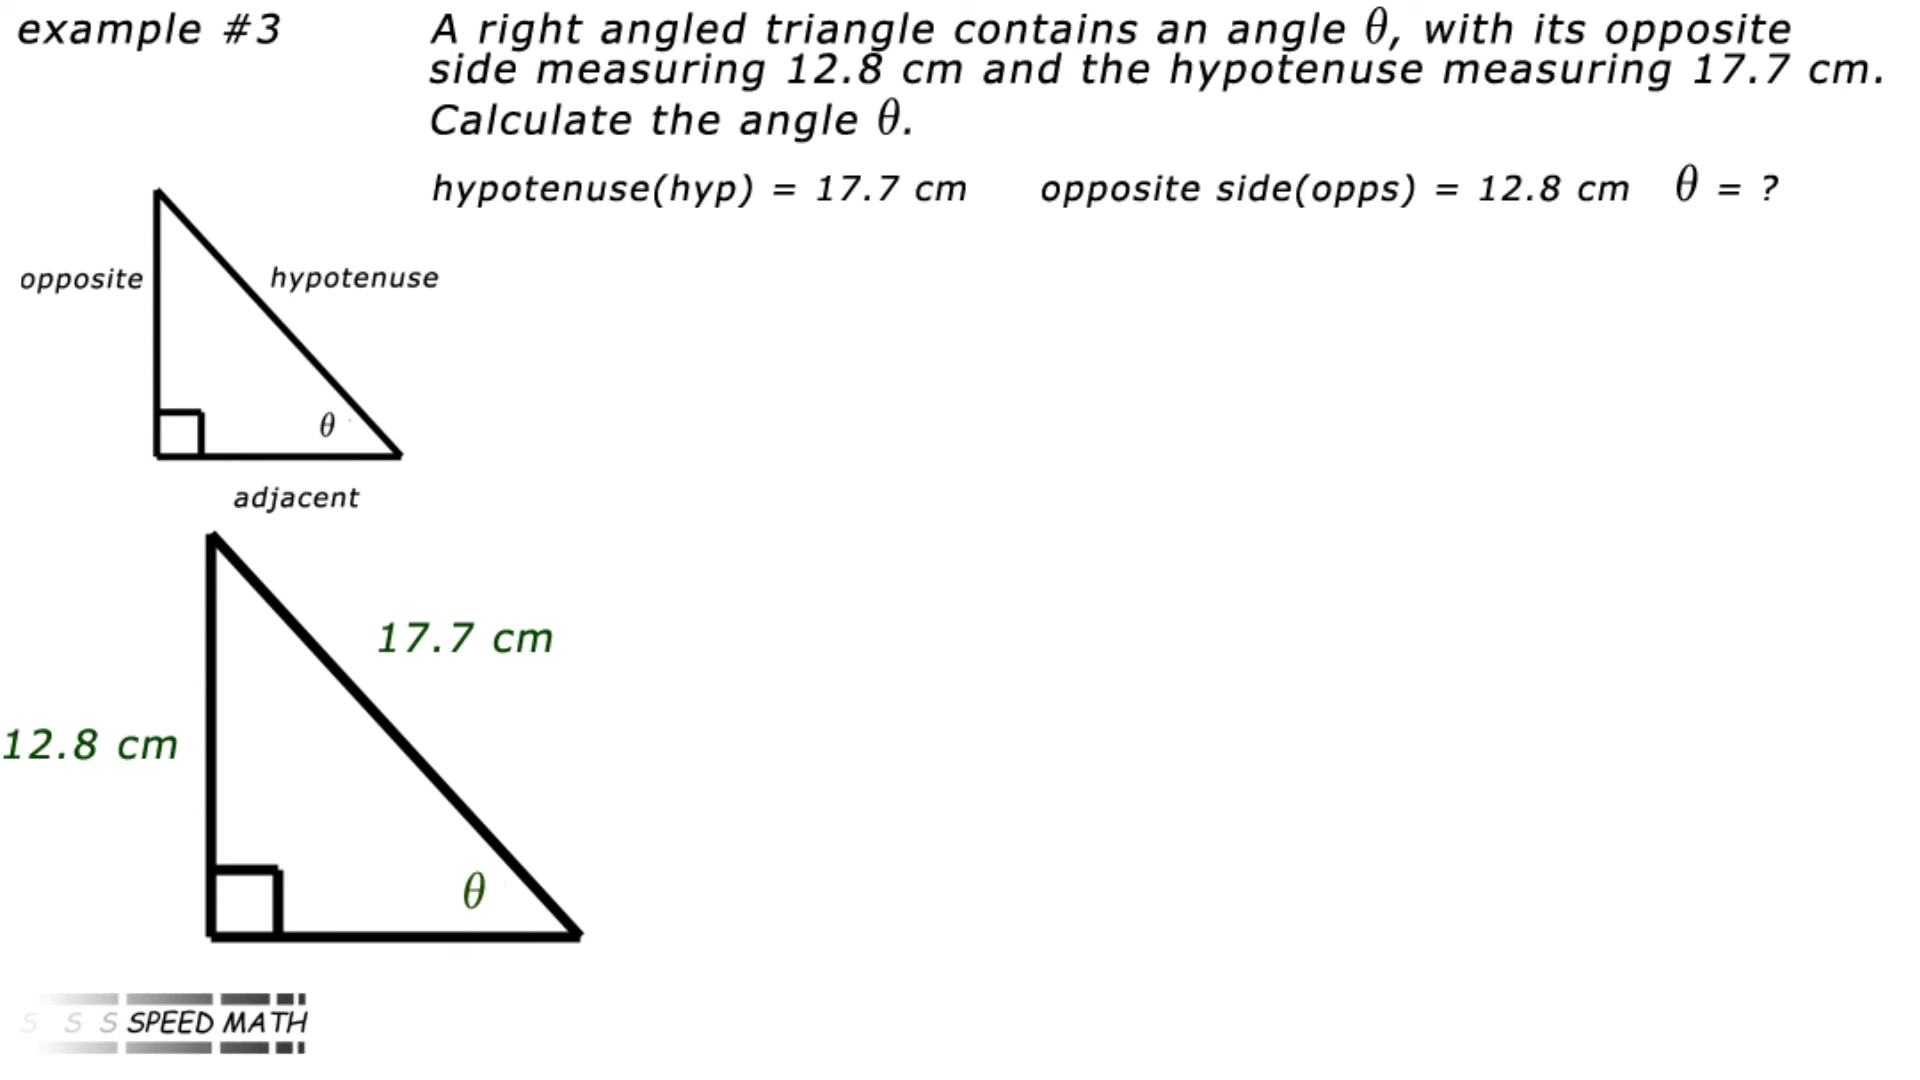 example #3
A right angled triangle contains an angle θ, with its opposite
side measuring 12.8 cm and the hypotenuse measuring 17.7 cm.
Calculate the angle θ.
hypotenuse(hyp) = 17.7 cm opposite side(opps) = 12.8 cm θ = ?
opposite
hypotenuse
θ
adjacent
17.7 cm
12.8 cm
θ
S S S SPEED MATH